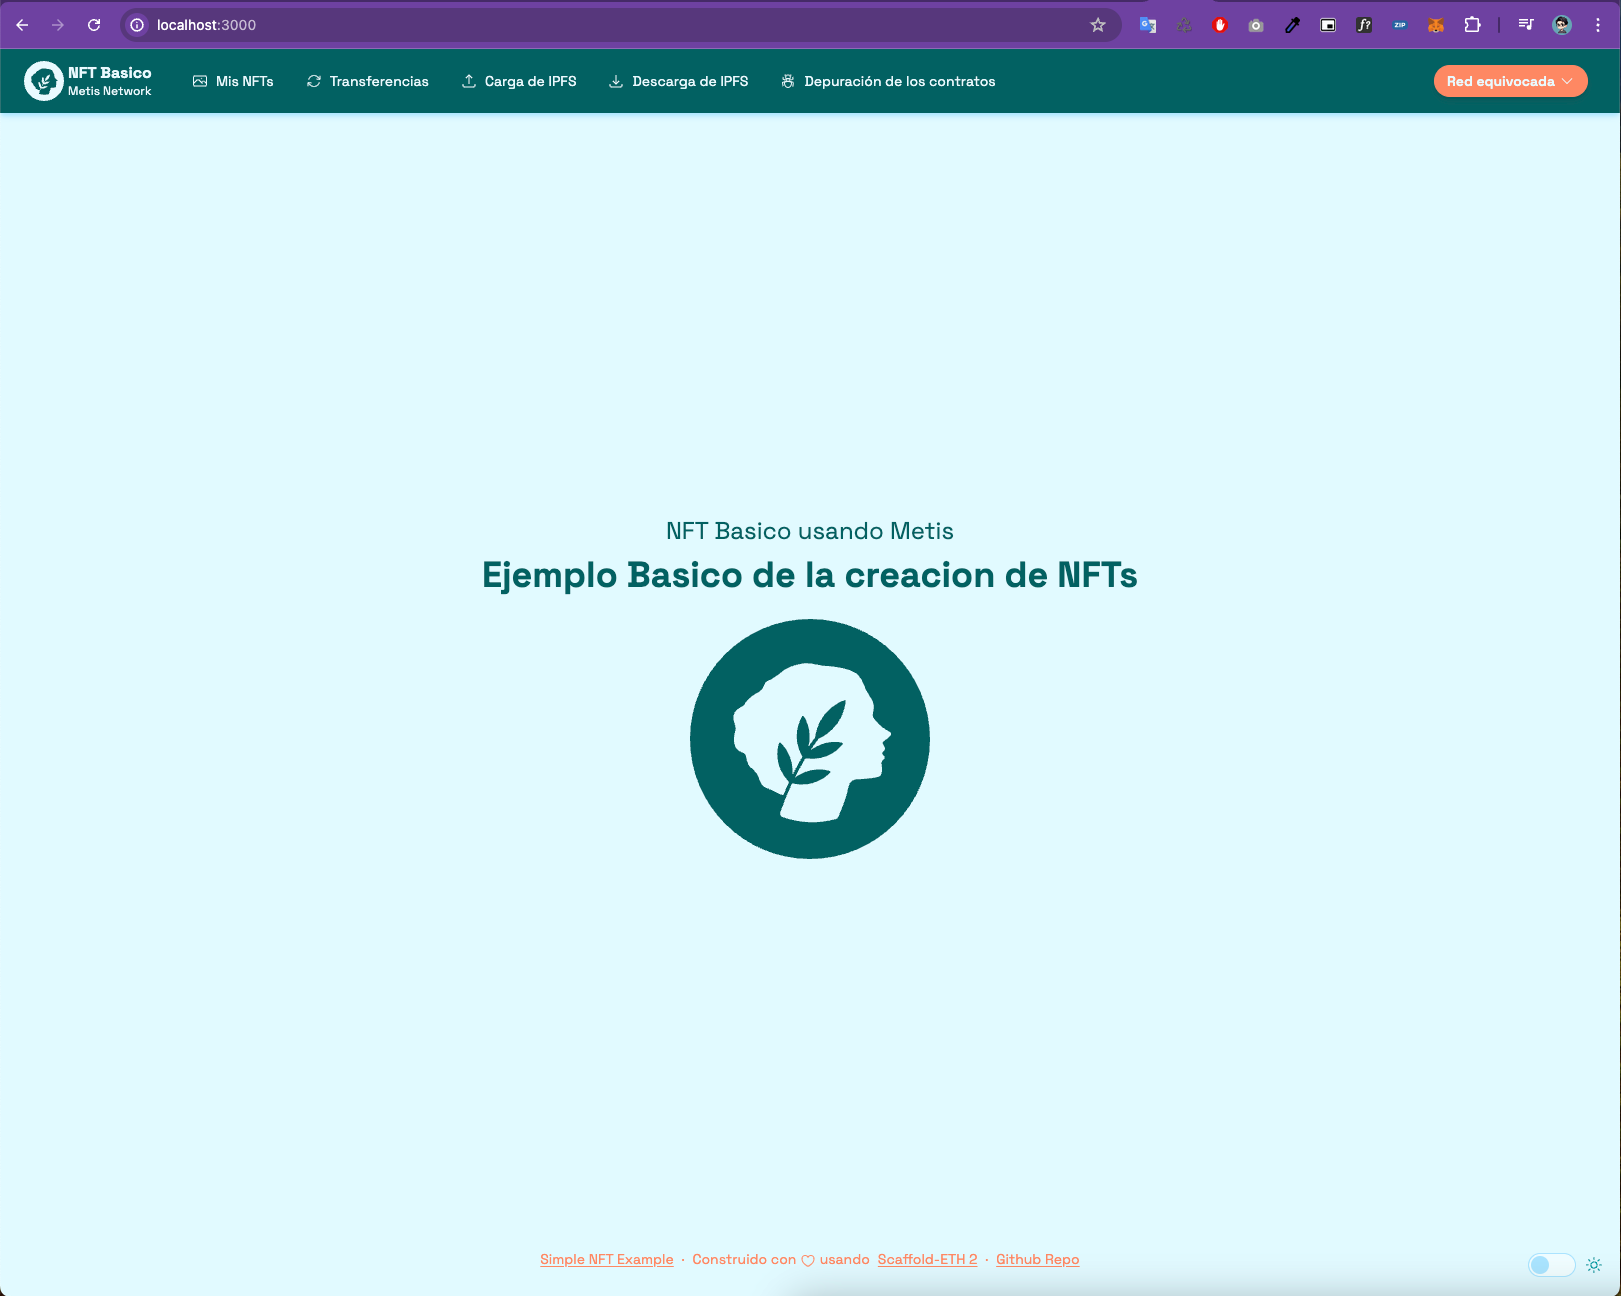 localhost:3000
NFT Basico
Metis Network
Mis NFTs
Transferencias
Carga de IPFS
Descarga de IPFS
Depuración de los contratos
Red equivocada
NFT Basico usando Metis
Ejemplo Basico de la creacion de NFTs
Simple NFT Example · Construido con ♡ usando Scaffold-ETH 2 · Github Repo